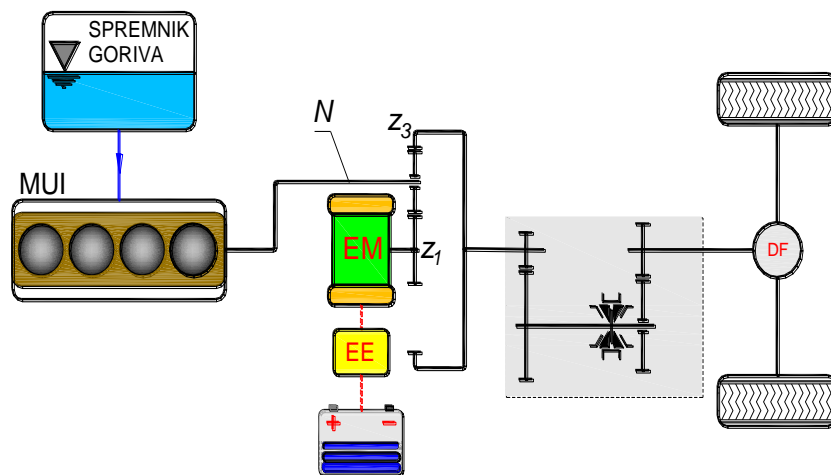 SPREMNIK
GORIVA
MUI
N
z3
EM
z1
EE
+ -
DF